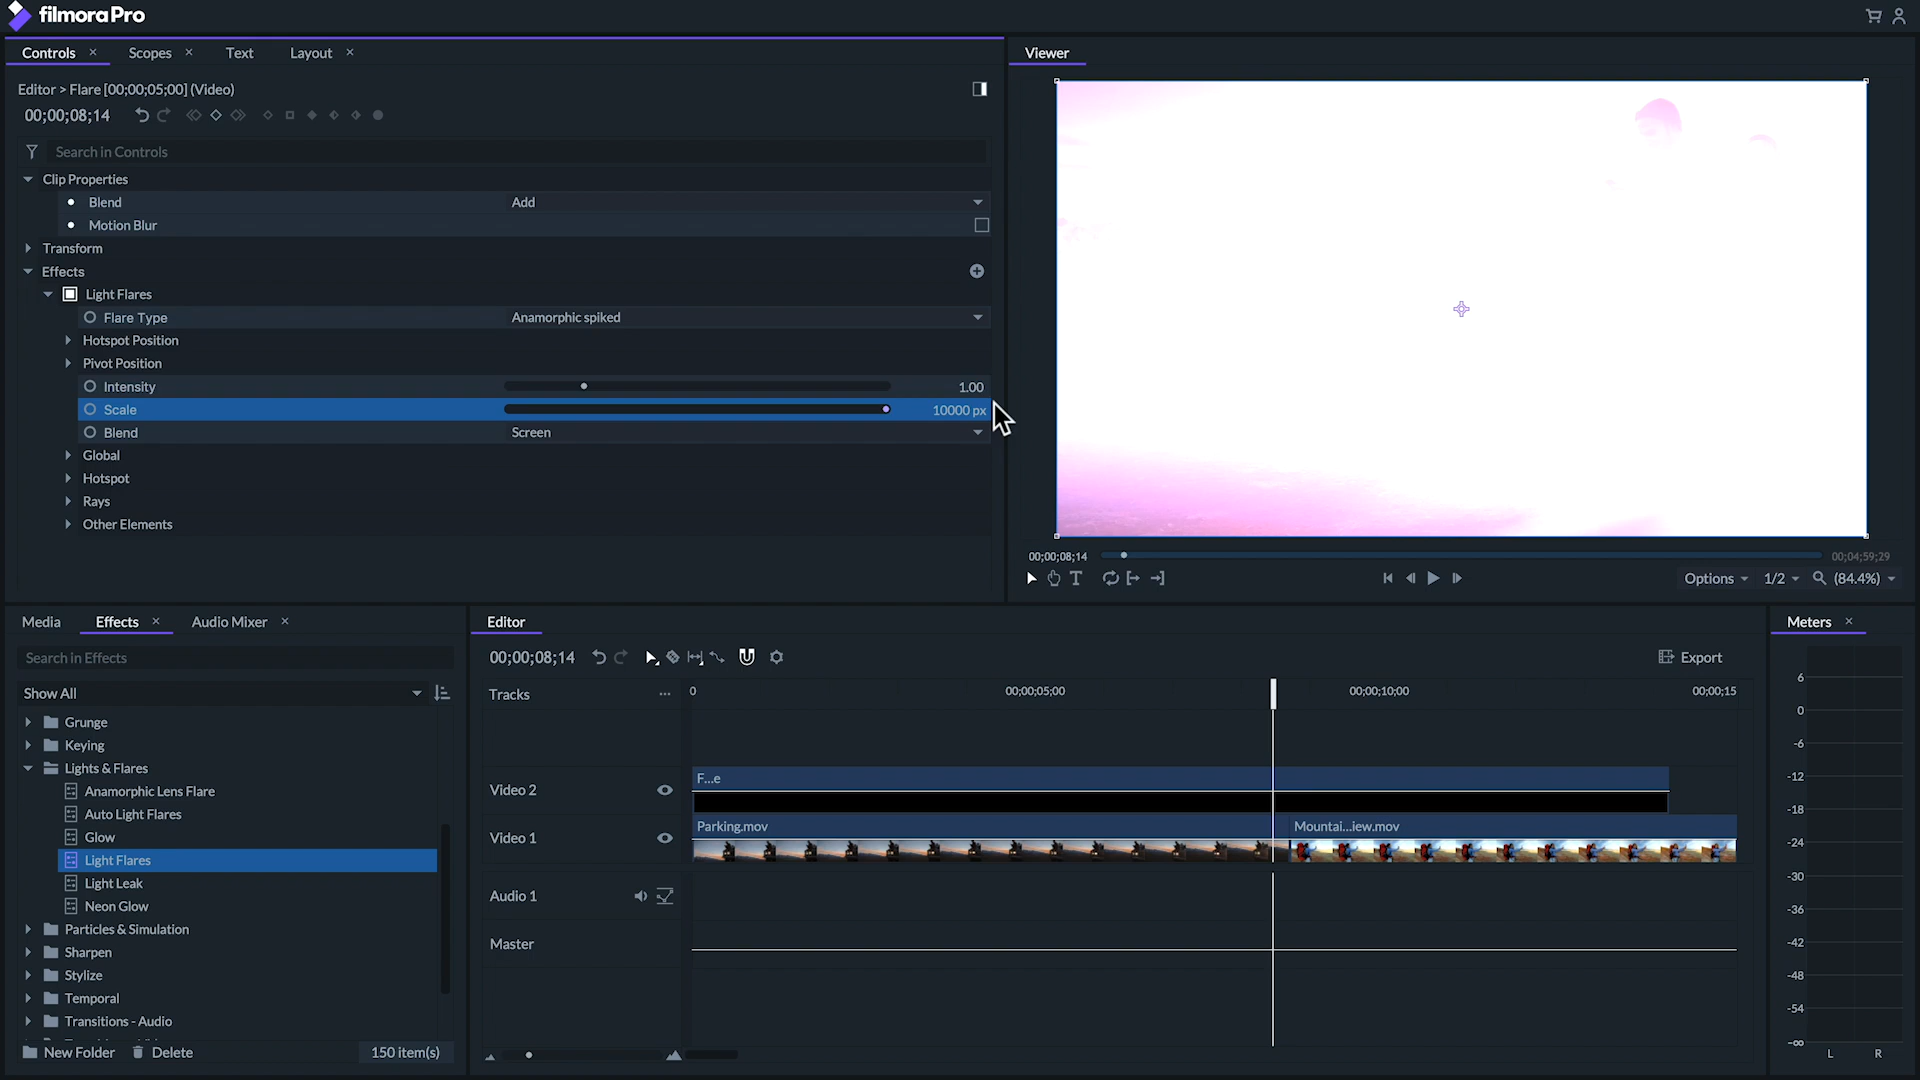 filmoraPro
Controls
Scopes
Text
Layout
Viewer
Editor > Flare [00;00;05;00] (Video)
00;00;08;14
Search in Controls
Clip Properties
Blend
Add
Motion Blur
Transform
Effects
Light Flares
Flare Type
Anamorphic spiked
Hotspot Position
Pivot Position
Intensity
1.00
Scale
10000 px
Blend
Screen
Global
Hotspot
Rays
Other Elements
00;00;08;14
00;04;59;29
Options
1/2
(84.4%)
Media
Effects
Audio Mixer
Search in Effects
Show All
Grunge
Keying
Lights & Flares
Anamorphic Lens Flare
Auto Light Flares
Glow
Light Flares
Light Leak
Neon Glow
Particles & Simulation
Sharpen
Stylize
Temporal
Transitions - Audio
New Folder
Delete
150 item(s)
Editor
00;00;08;14
Export
Tracks
0
00;00;05;00
00;00;10;00
00;00;15
Video 2
F...e
Video 1
Parking.mov
Mountai...iew.mov
Audio 1
Master
Meters
6
0
-6
-12
-18
-24
-30
-36
-42
-48
-54
-∞
L
R